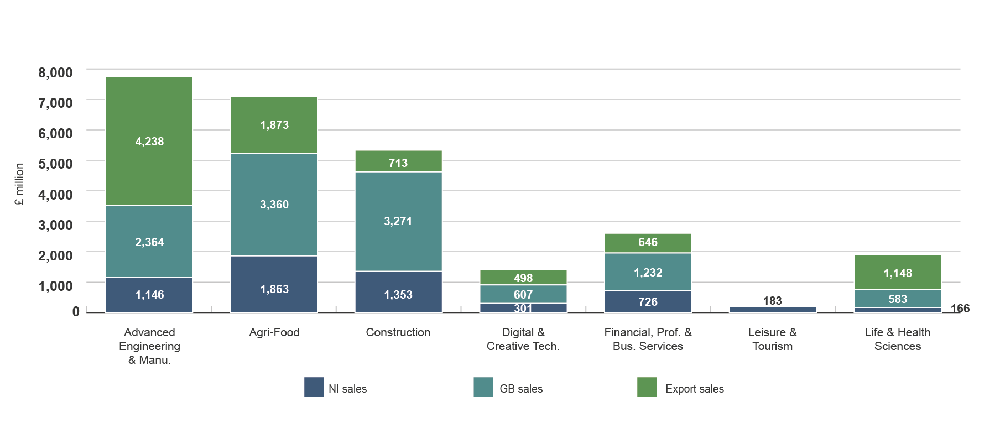 8,000
7,000
6,000
5,000
4,000
3,000
2,000
1,000
0
£ million
4,238
2,364
1,146
1,873
3,360
1,863
713
3,271
1,353
498
607
301
646
1,232
726
183
1,148
583
166
Advanced
Engineering
& Manu.
Agri-Food
Construction
Digital &
Creative Tech.
Financial, Prof. &
Bus. Services
Leisure &
Tourism
Life & Health
Sciences
NI sales
GB sales
Export sales